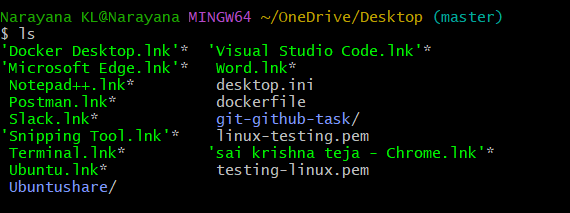 Narayana KL@Narayana MINGW64 ~/OneDrive/Desktop (master)
$ ls
'Docker Desktop.lnk'*  'Visual Studio Code.lnk'*
'Microsoft Edge.lnk'*   Word.lnk*
 Notepad++.lnk*         desktop.ini
 Postman.lnk*           dockerfile
 Slack.lnk*             git-github-task/
'Snipping Tool.lnk'*    linux-testing.pem
 Terminal.lnk*         'sai krishna teja - Chrome.lnk'*
 Ubuntu.lnk*            testing-linux.pem
 Ubuntushare/